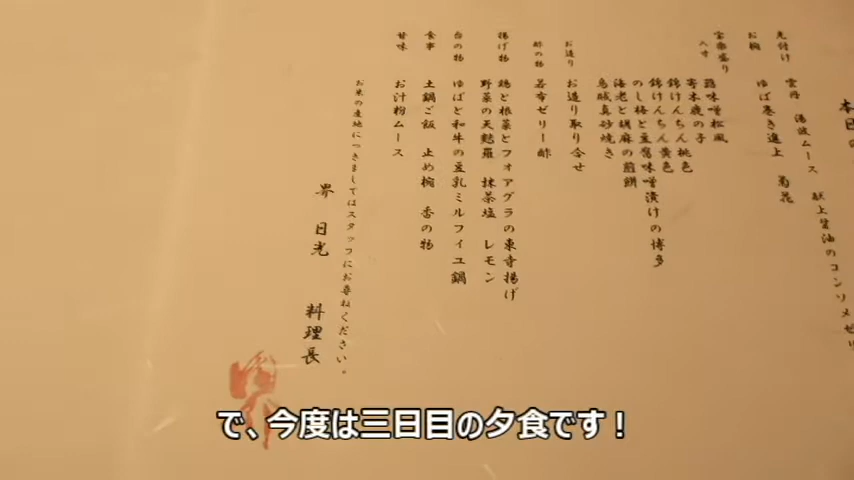 本日の
先付け
雲丹 湯波ムース 献上醤油のコンソメゼリ
お椀
ゆば巻き進上 菊花
宝楽盛り
八寸
鶏味噌松風
寄木鹿の子
錦けんちん桃色
錦けんちん黄色
のし梅と豆腐味噌漬けの博多
海老と胡麻の煎餅
烏賊真砂焼き
お造り
お造り取り合せ
酢の物
若布ゼリー酢
揚げ物
鶏と根菜とフォアグラの東寺揚げ
野菜の天麩羅 抹茶塩 レモン
台の物
ゆばと和牛の豆乳ミルフイユ鍋
食事
土鍋ご飯 止め椀 香の物
甘味
お汁粉ムース
お米の産地につきましてはスタッフにお尋ねください。
界 日光 料理長
で、今度は三日目の夕食です！